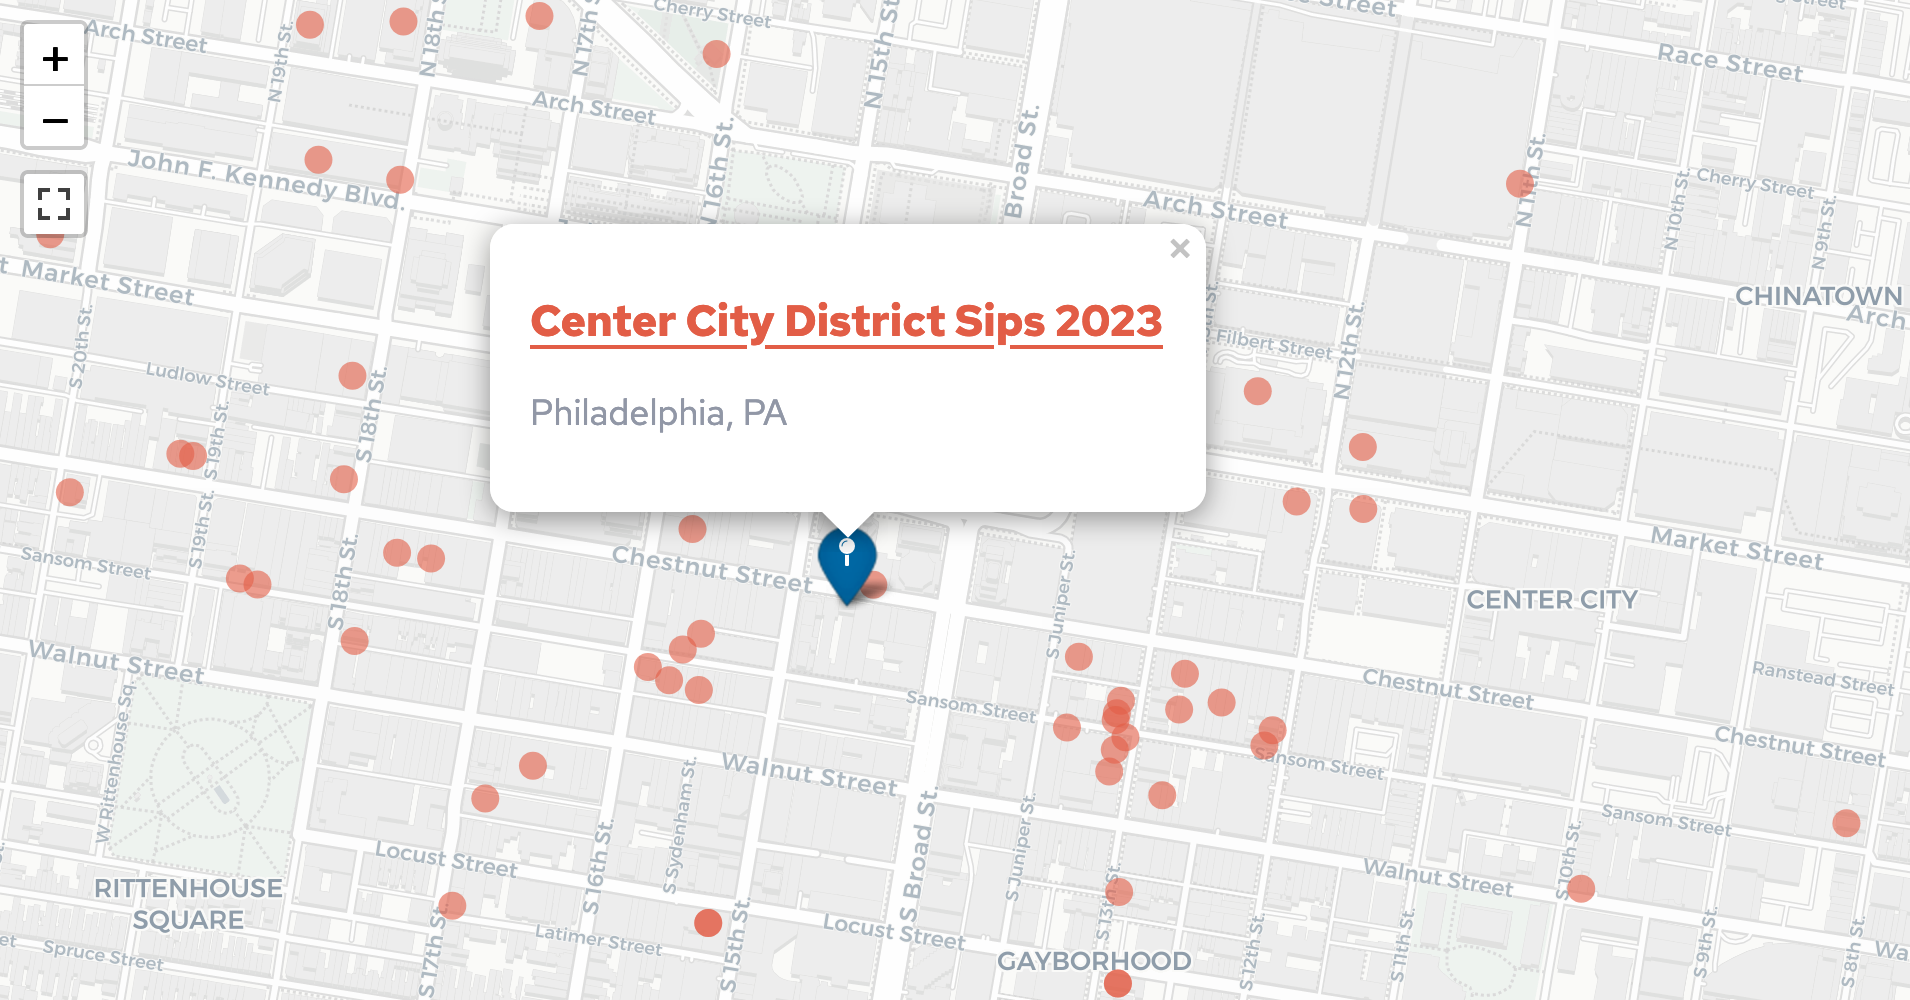 Cherry Street
Street
Arch Street
N 19th St.
N 18th
N 17th S
N 15th St
Race Street
Arch Street
Broad St.
N 11th St.
John F. Kennedy Blvd.
N 16th St.
Cherry Street
N 10th St.
N 9th St.
Arch Street
t Market Street
CHINATOWN
Arch
+
−
×
Center City District Sips 2023
Philadelphia, PA
Filbert Street
N 12th St.
S 20th St.
Ludlow Street
S 18th St.
S 19th St.
S 19th St.
Sansom Street
S 18th St.
Chestnut Street
Market Street
CENTER CITY
S Juniper St.
Walnut Street
Chestnut Street
Ranstead Street
W Rittenhouse Sq.
Sansom Street
Chestnut Street
Sansom Street
Walnut Street
S Sydenham St.
S Broad St.
S Juniper St.
Sansom Street
S 10th St.
Walnut Street
Locust Street
S 16th St.
RITTENHOUSE
SQUARE
S 17th St.
Latimer Street
S 15th St.
Locust Street
S 13th St.
S 12th St.
S 11th St.
S 9th St.
S 8th St.
Wa
et
Spruce Street
GAYBORHOOD